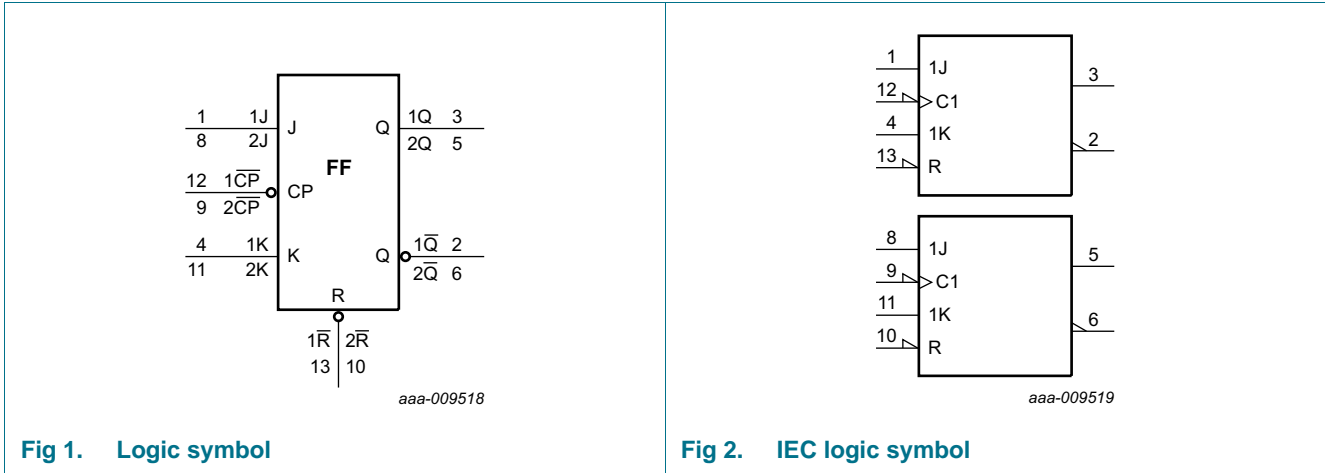 1 1J J Q 1Q 3
8 2J 2Q 5
FF
12 1C̅P̅ CP
9 2C̅P̅
4 1K K Q 1Q̅ 2
11 2K 2Q̅ 6
R
1R̅ 2R̅
13 10
aaa-009518
Fig 1. Logic symbol
1 1J 3
12 C1
4 1K 2
13 R
8 1J 5
9 C1
11 1K 6
10 R
aaa-009519
Fig 2. IEC logic symbol